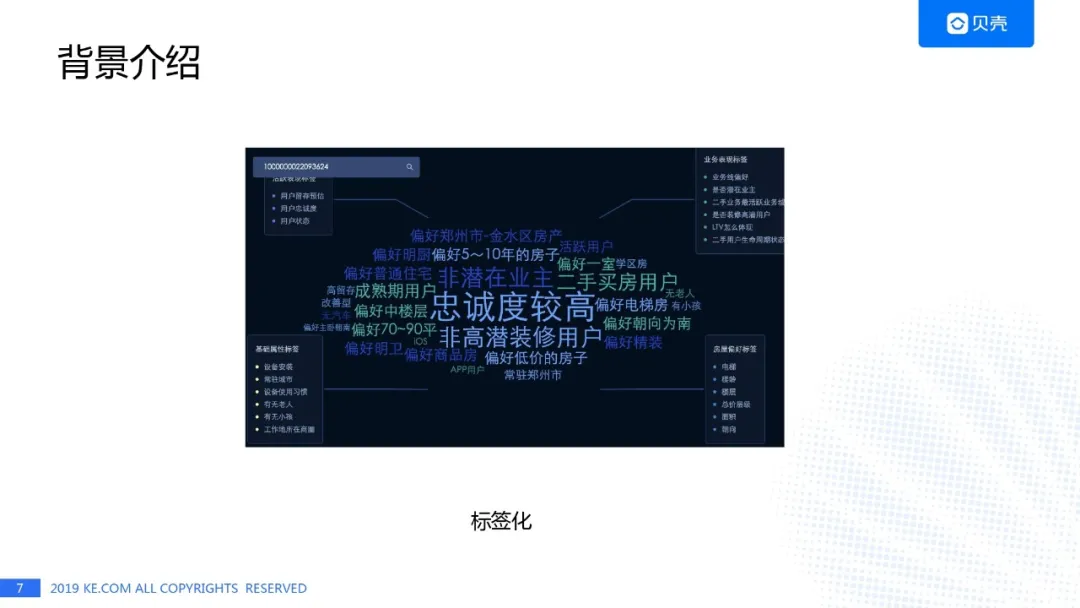 贝壳
背景介绍
1000000022093624
活跃表现标签
用户留存预估
用户忠诚度
用户状态
业务表现标签
业务线偏好
是否潜在业主
二手业务最活跃业务线
是否装修高潜用户
LTV怎么体现
二手用户生命周期状态
偏好郑州市-金水区房产
活跃用户
偏好明厨
偏好5~10年的房子
偏好一室
学区房
偏好普通住宅
非潜在业主
二手买房用户
高留存
成熟期用户
无老人
改善型
忠诚度较高
偏好电梯房
有小孩
无汽车
偏好中楼层
偏好朝向为南
偏好主卧朝南
偏好70~90平
iOS
非高潜装修用户
偏好精装
偏好明卫
偏好商品房
偏好低价的房子
APP用户
常驻郑州市
基础属性标签
设备安装
常驻城市
设备使用习惯
有无老人
有无小孩
工作地所在商圈
房屋偏好标签
电梯
楼龄
楼层
总价层级
面积
朝向
标签化
7
2019 KE.COM ALL COPYRIGHTS RESERVED